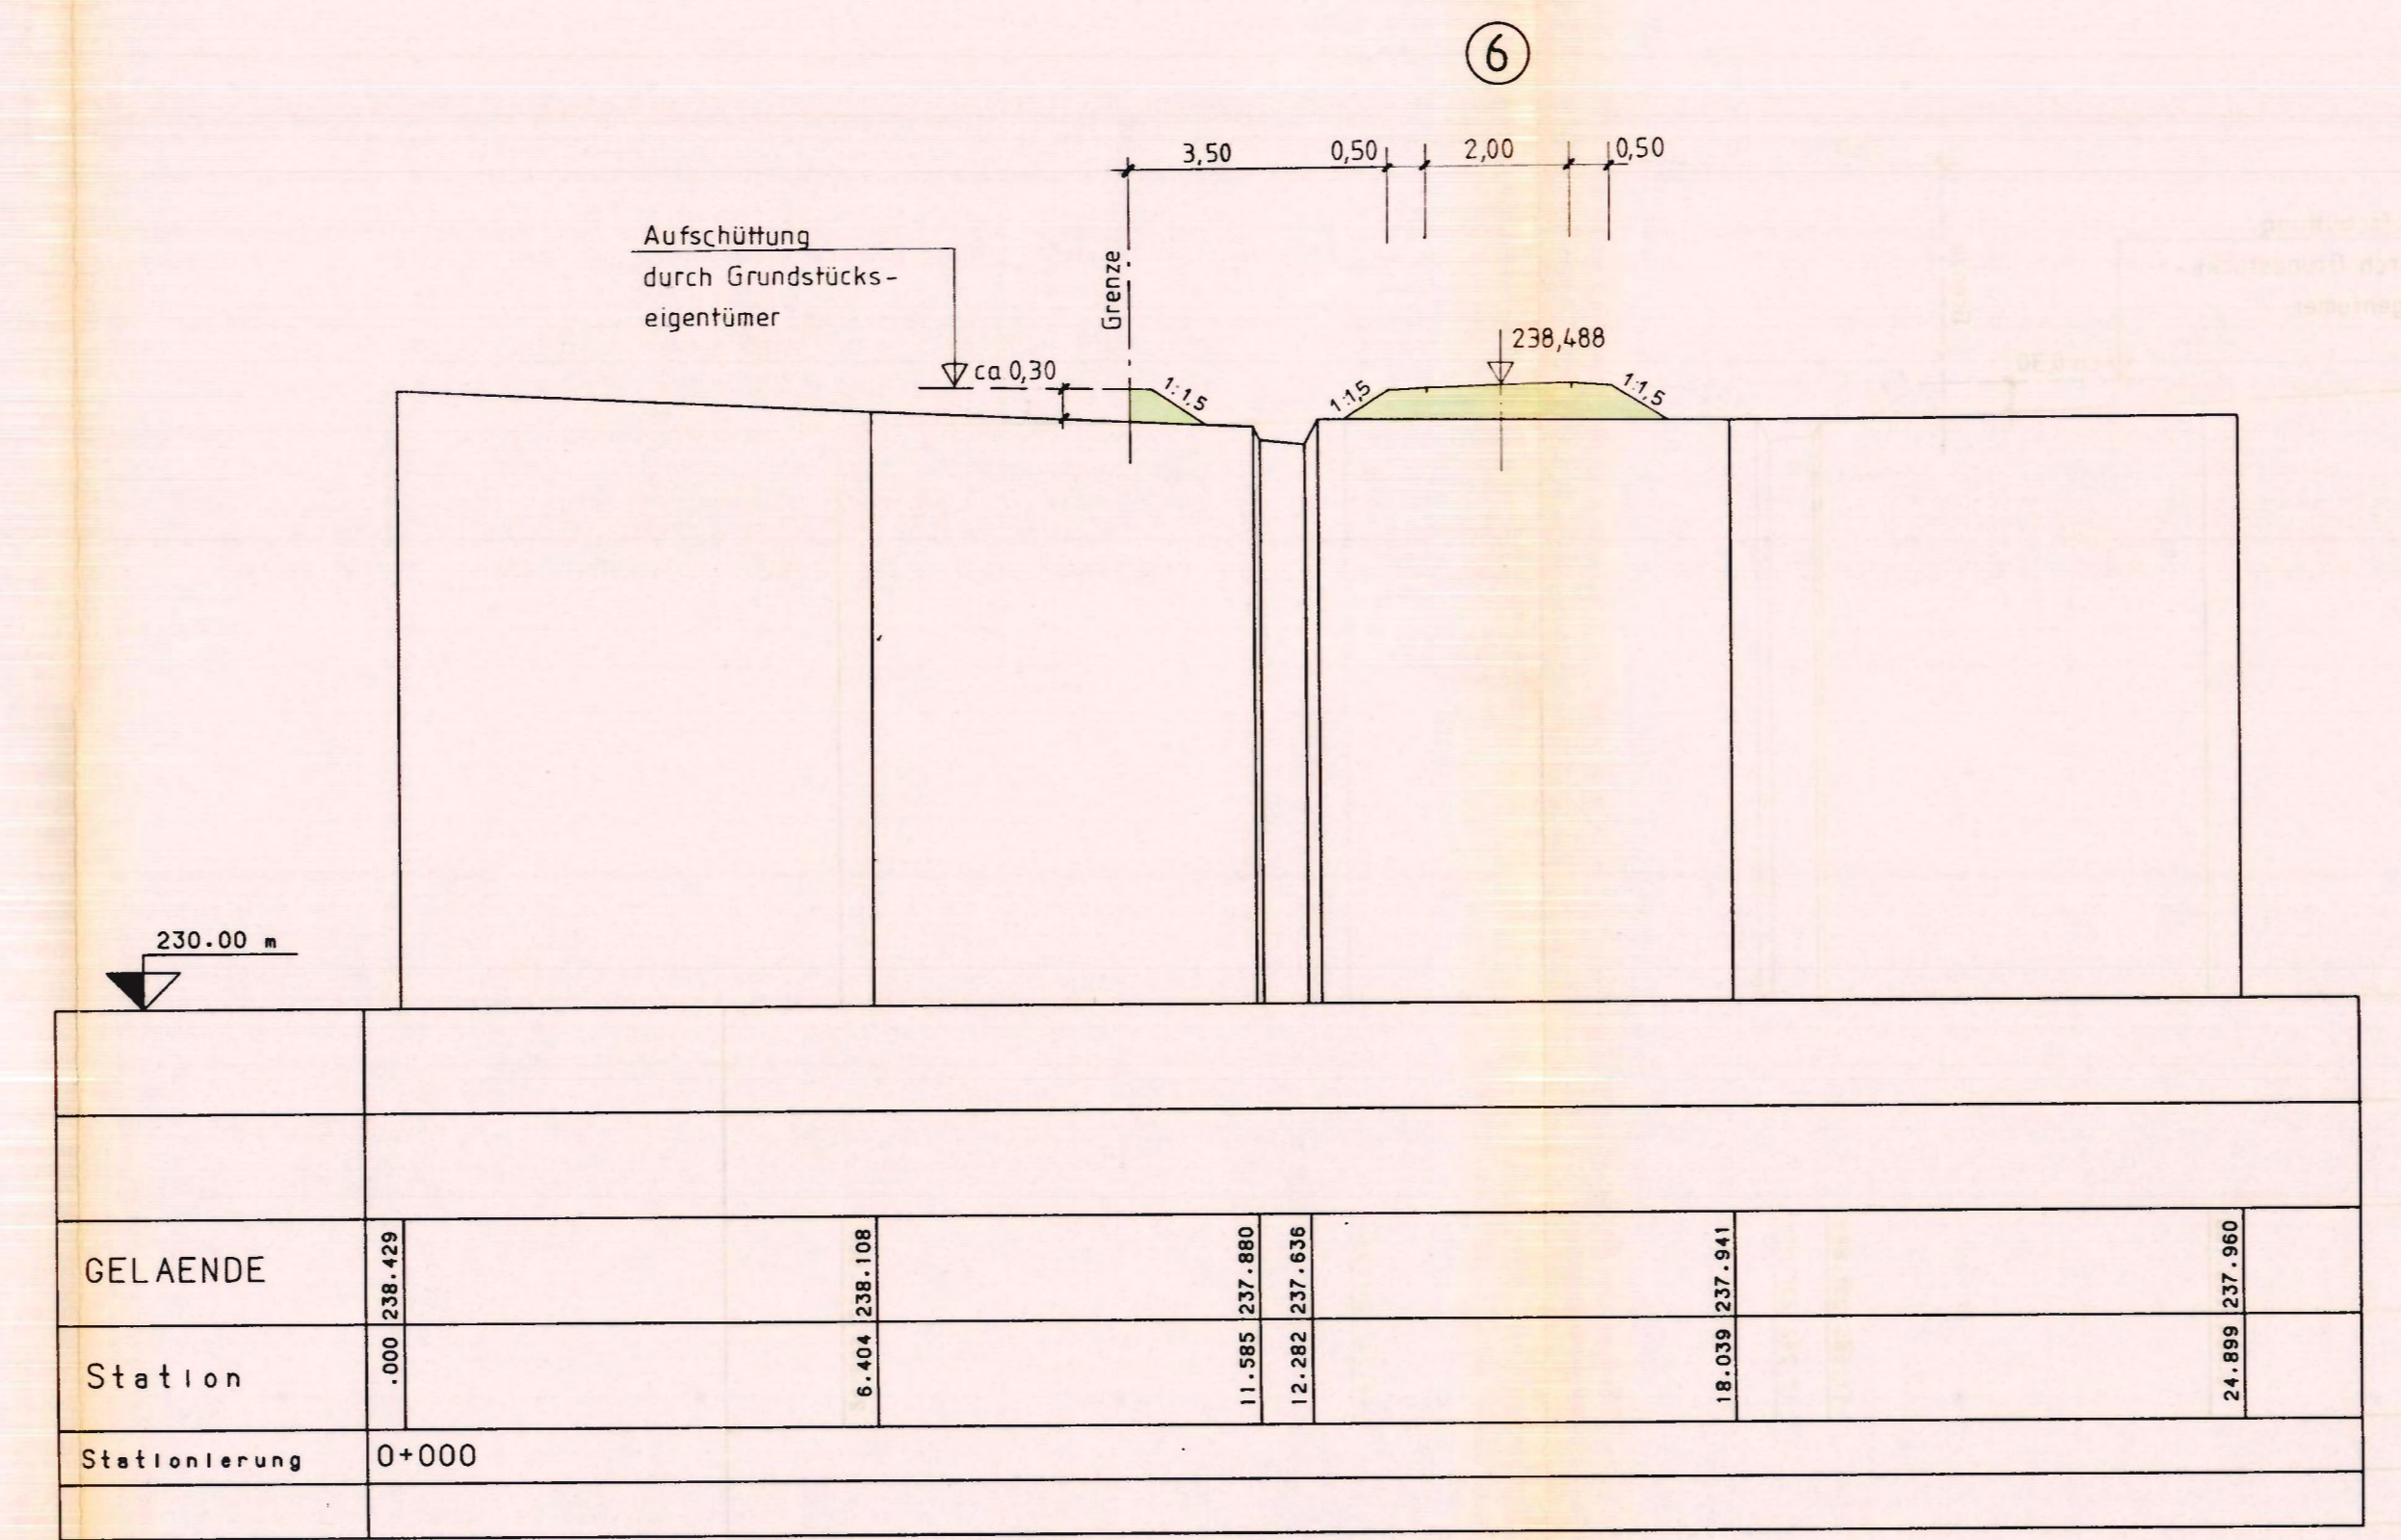 6
3,50 0,50 2,00 0,50
Aufschüttung
durch Grundstücks-
eigentümer
Grenze
238,488
ca 0,30
1:1,5
1:1,5
1:1,5
230.00 m
GELAENDE 238.429 238.108 237.880 237.636 237.941 237.960
Station .000 6.404 11.585 12.282 18.039 24.899
Stationierung 0+000